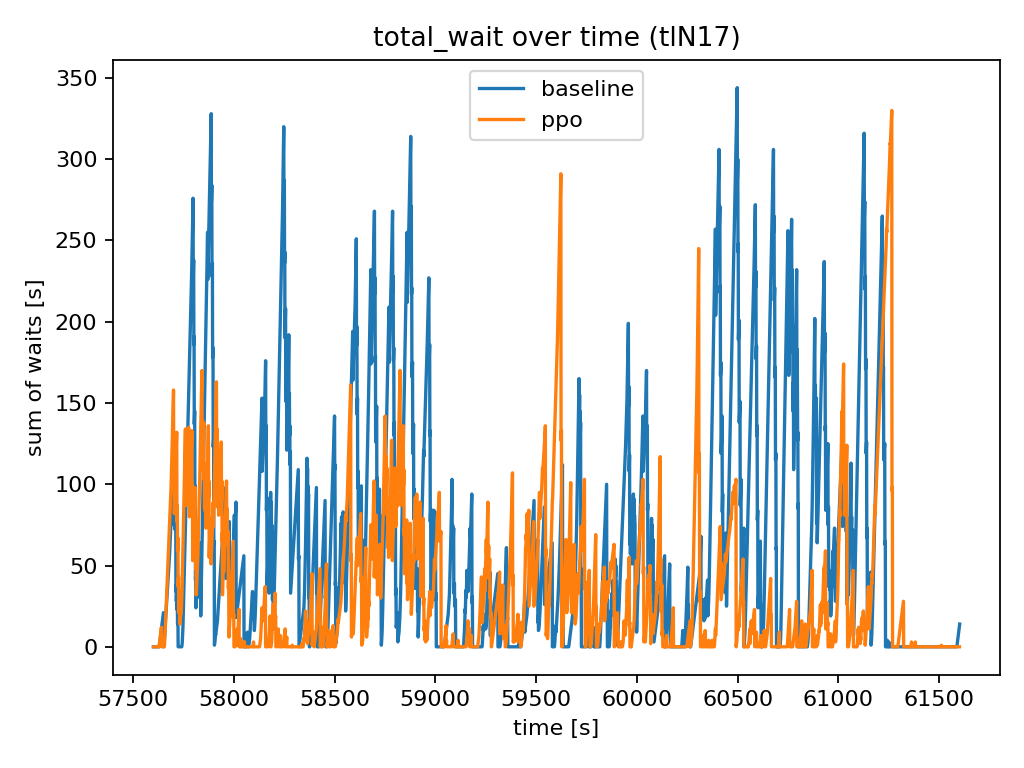 total_wait over time (tlN17)
baseline
ppo
sum of waits [s]
350
300
250
200
150
100
50
0
57500 58000 58500 59000 59500 60000 60500 61000 61500
time [s]